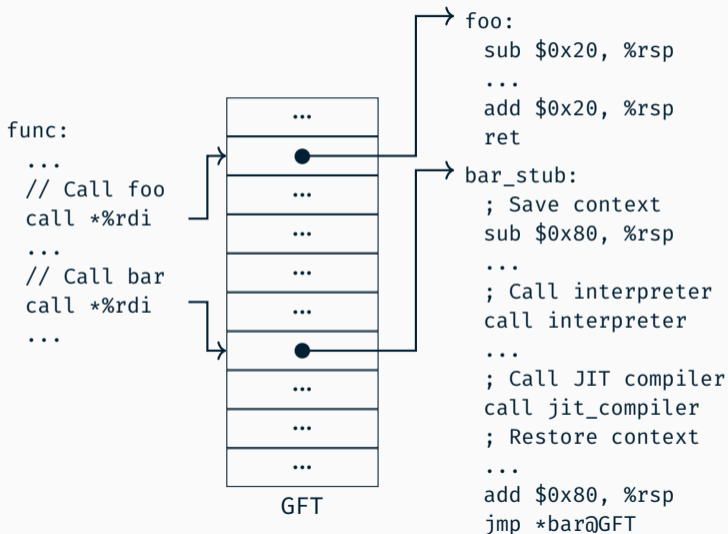 func:
...
// Call foo
call *%rdi
...
// Call bar
call *%rdi
...
...
...
...
...
...
...
...
...
GFT
foo:
sub $0x20, %rsp
...
add $0x20, %rsp
ret
bar_stub:
; Save context
sub $0x80, %rsp
...
; Call interpreter
call interpreter
...
; Call JIT compiler
call jit_compiler
; Restore context
...
add $0x80, %rsp
jmp *bar@GFT